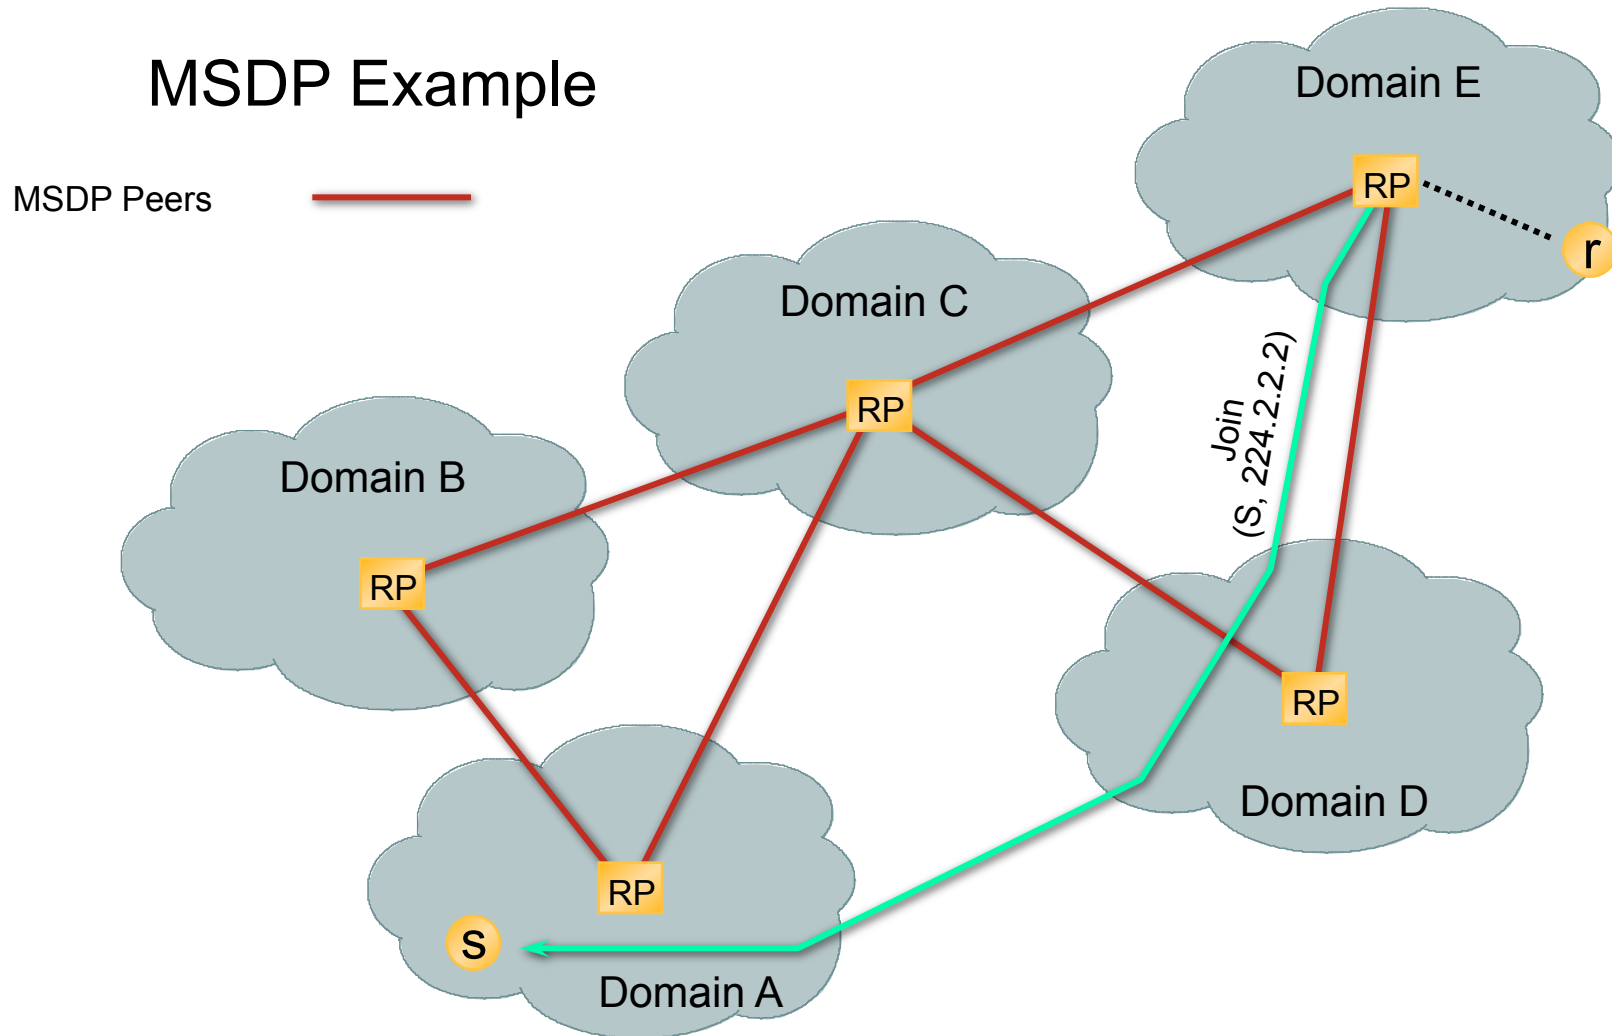 MSDP Example
MSDP Peers
Domain E
RP
r
Domain C
RP
Join
(S, 224.2.2.2)
Domain B
RP
RP
Domain D
RP
s
Domain A